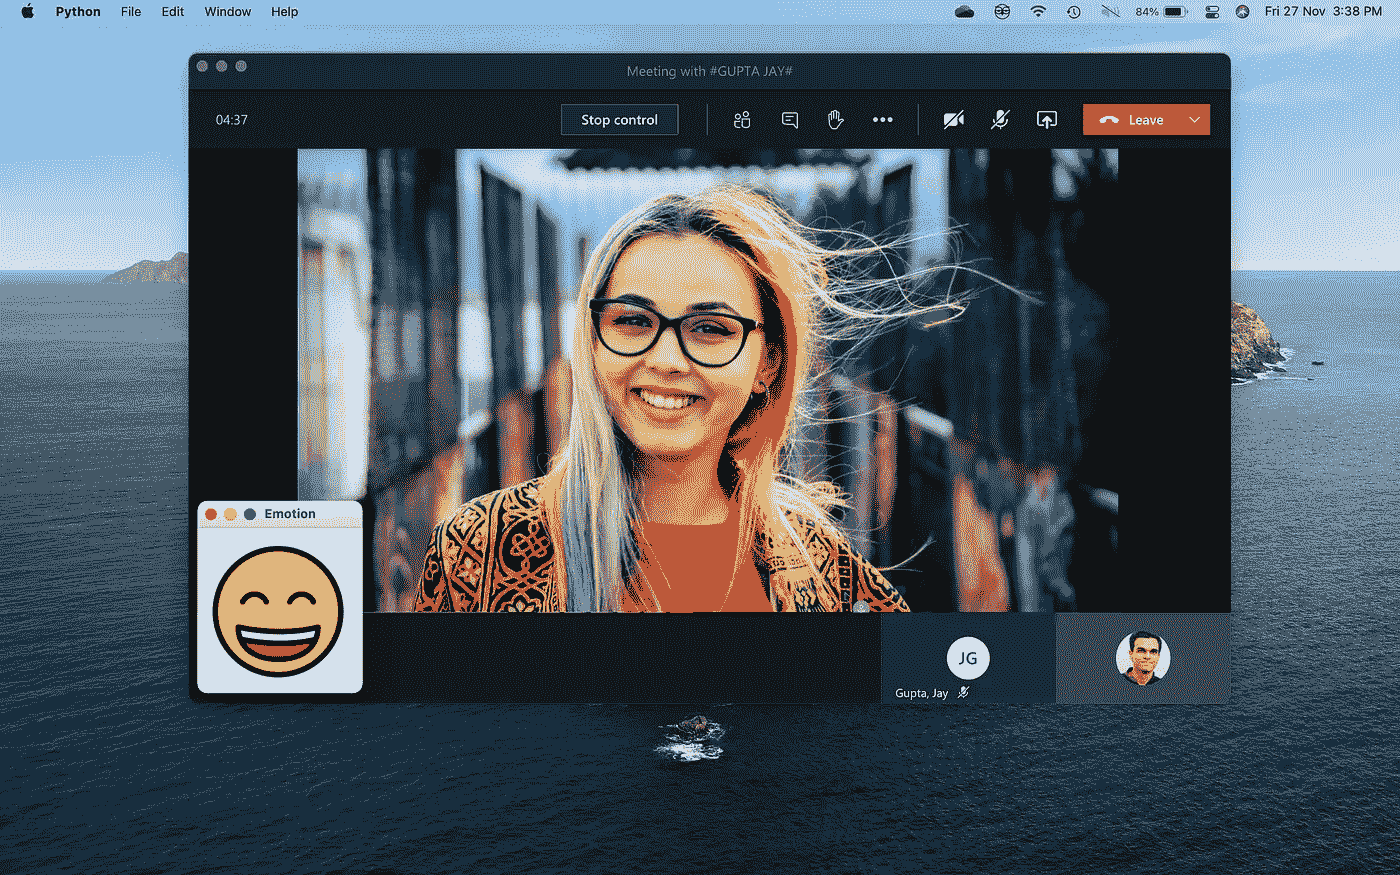 Python File Edit Window Help 84% Fri 27 Nov 3:38 PM
Meeting with #GUPTA JAY#
04:37 Stop control Leave
Emotion
JG
Gupta, Jay